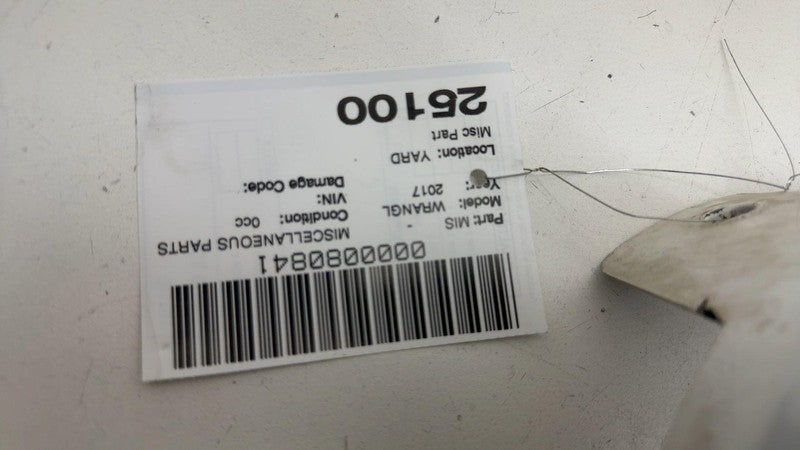 0000080841
Part: MIS - MISCELLANEOUS PARTS
Model: WRANGL Condition: 0cc
Year: 2017 VIN:
Damage Code:
Location: YARD
Misc Part
25100